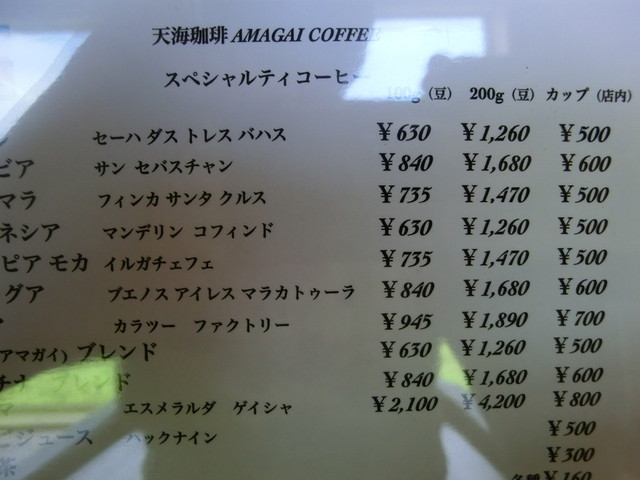 天海珈琲 AMAGAI COFFEE
スペシャルティコーヒー
100g（豆） 200g（豆） カップ（店内）
ン セーハ ダス トレス バハス ￥630 ￥1,260 ￥500
ビア サン セバスチャン ￥840 ￥1,680 ￥600
マラ フィンカ サンタ クルス ￥735 ￥1,470 ￥500
ネシア マンデリン コフィンド ￥630 ￥1,260 ￥500
ピア モカ イルガチェフェ ￥735 ￥1,470 ￥500
グア ブエノス アイレス マラカトゥーラ ￥840 ￥1,680 ￥600
カラツー ファクトリー ￥945 ￥1,890 ￥700
アマガイ）ブレンド ￥630 ￥1,260 ￥500
ブレンド ￥840 ￥1,680 ￥600
マ エスメラルダ ゲイシャ ￥2,100 ￥4,200 ￥800
ジュース ハックナイン ￥500
茶 ￥300
￥160